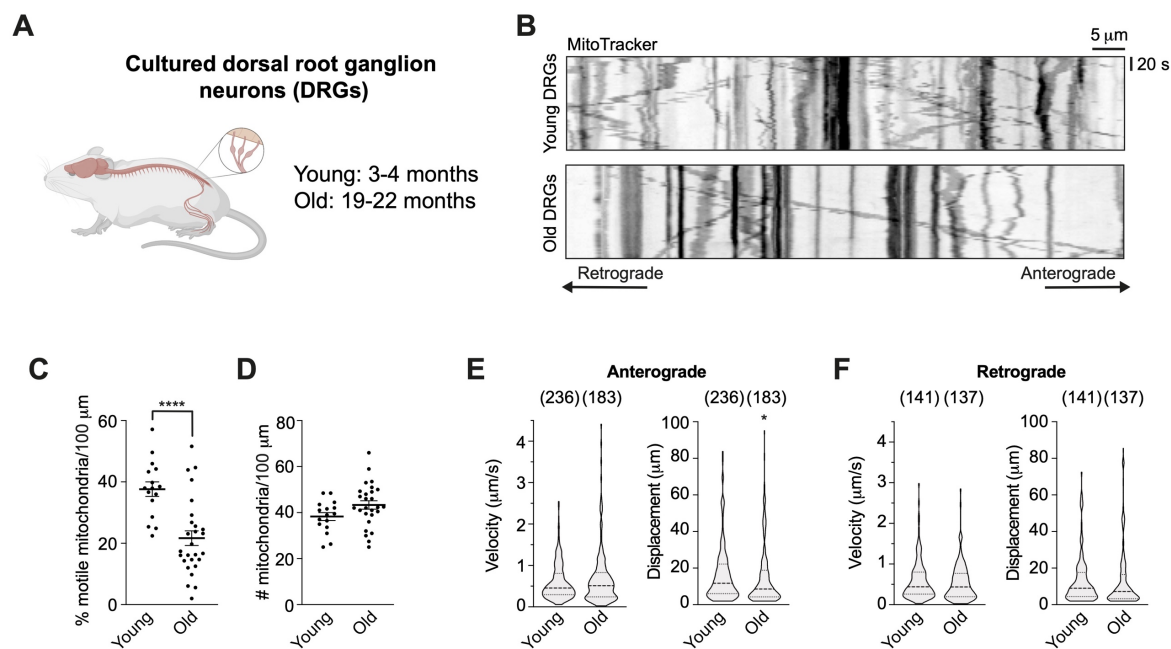 A
Cultured dorsal root ganglion
neurons (DRGs)
Young: 3-4 months
Old: 19-22 months
B
MitoTracker
5 μm
20 s
Young DRGs
Old DRGs
Retrograde
Anterograde
C
% motile mitochondria/100 μm
60
40
20
0
****
Young
Old
D
# mitochondria/100 μm
80
60
40
20
0
Young
Old
E
Anterograde
(236) (183)
Velocity (μm/s)
4
3
2
1
0
Young
Old
(236) (183)
*
Displacement (μm)
100
80
60
40
20
0
Young
Old
F
Retrograde
(141) (137)
Velocity (μm/s)
4
3
2
1
0
Young
Old
(141) (137)
Displacement (μm)
100
80
60
40
20
0
Young
Old